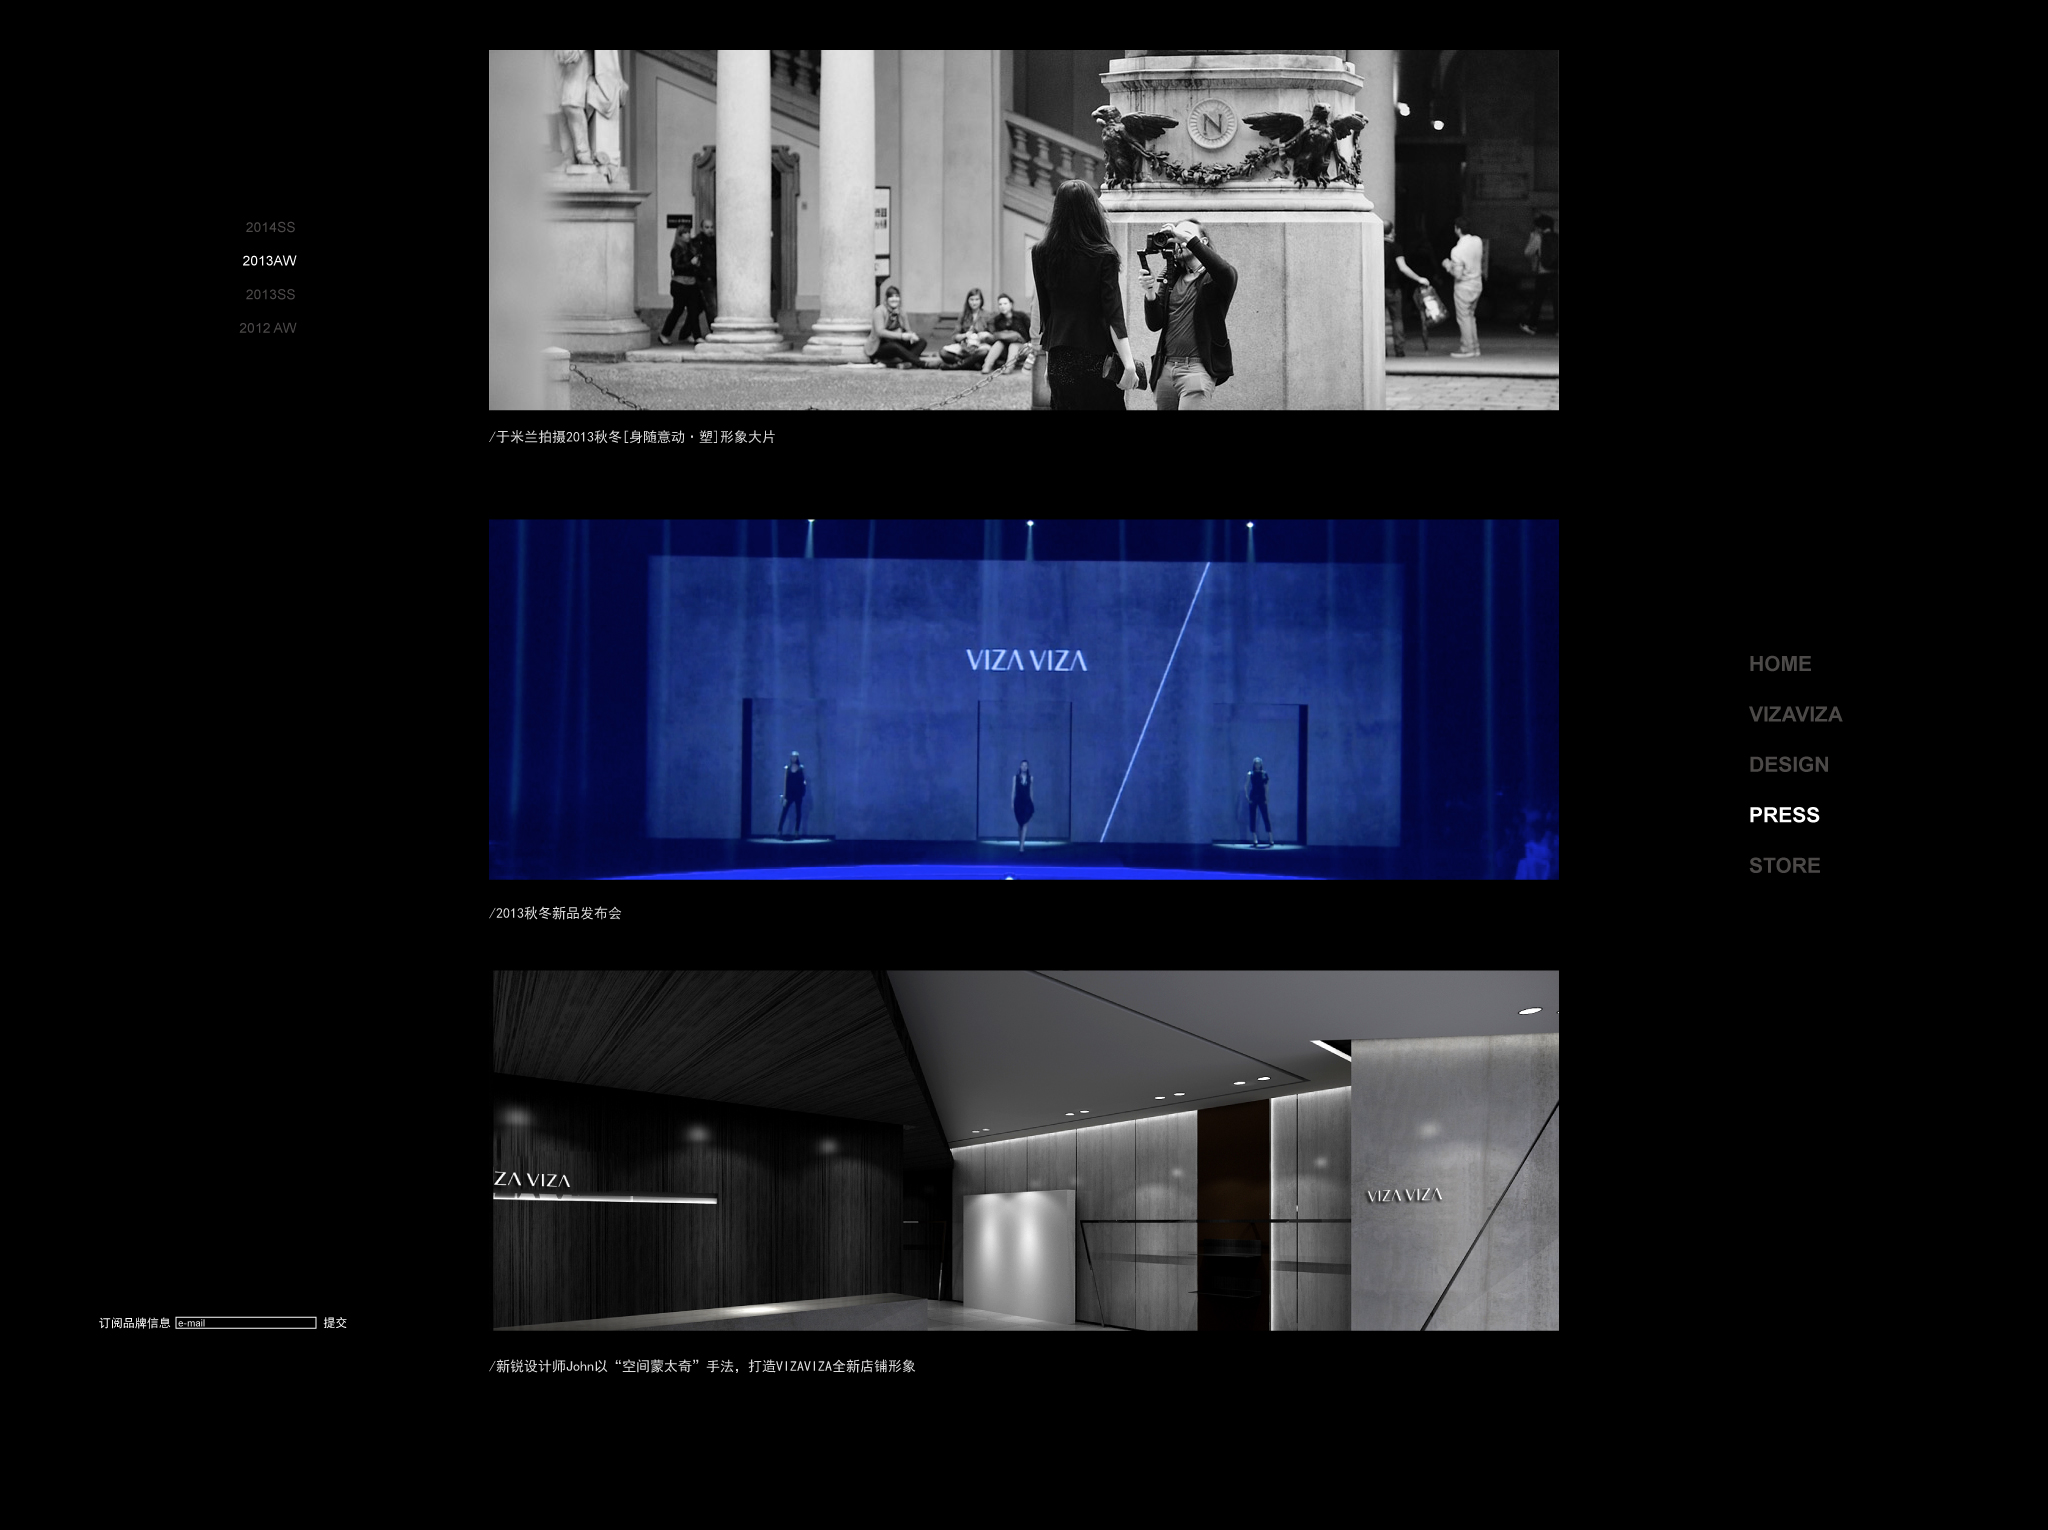 N
2014SS
2013AW
2013SS
2012 AW
/于米兰拍摄2013秋冬[身随意动·塑]形象大片
VIZA VIZA
HOME
VIZAVIZA
DESIGN
PRESS
STORE
/2013秋冬新品发布会
ZA VIZA
VIZA VIZA
订阅品牌信息 e-mail 提交
/新锐设计师John以“空间蒙太奇”手法，打造VIZAVIZA全新店铺形象